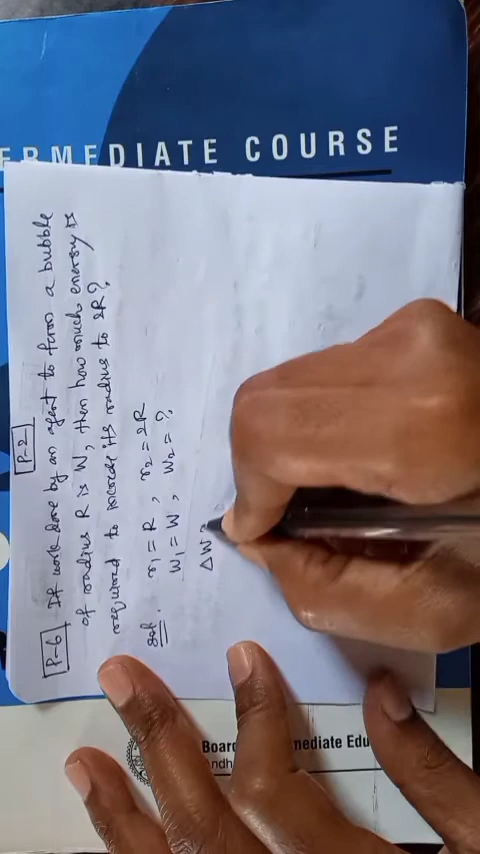 ERMEDIATE COURSE
P-2
P-6 If work done by an agent to form a bubble
of radius R is W, then how much energy is
required to increase its radius to 2R?
Sol. r₁ = R, r₂ = 2R
W₁ = W, W₂ = ?
ΔW
Board mediate Edu
ndh